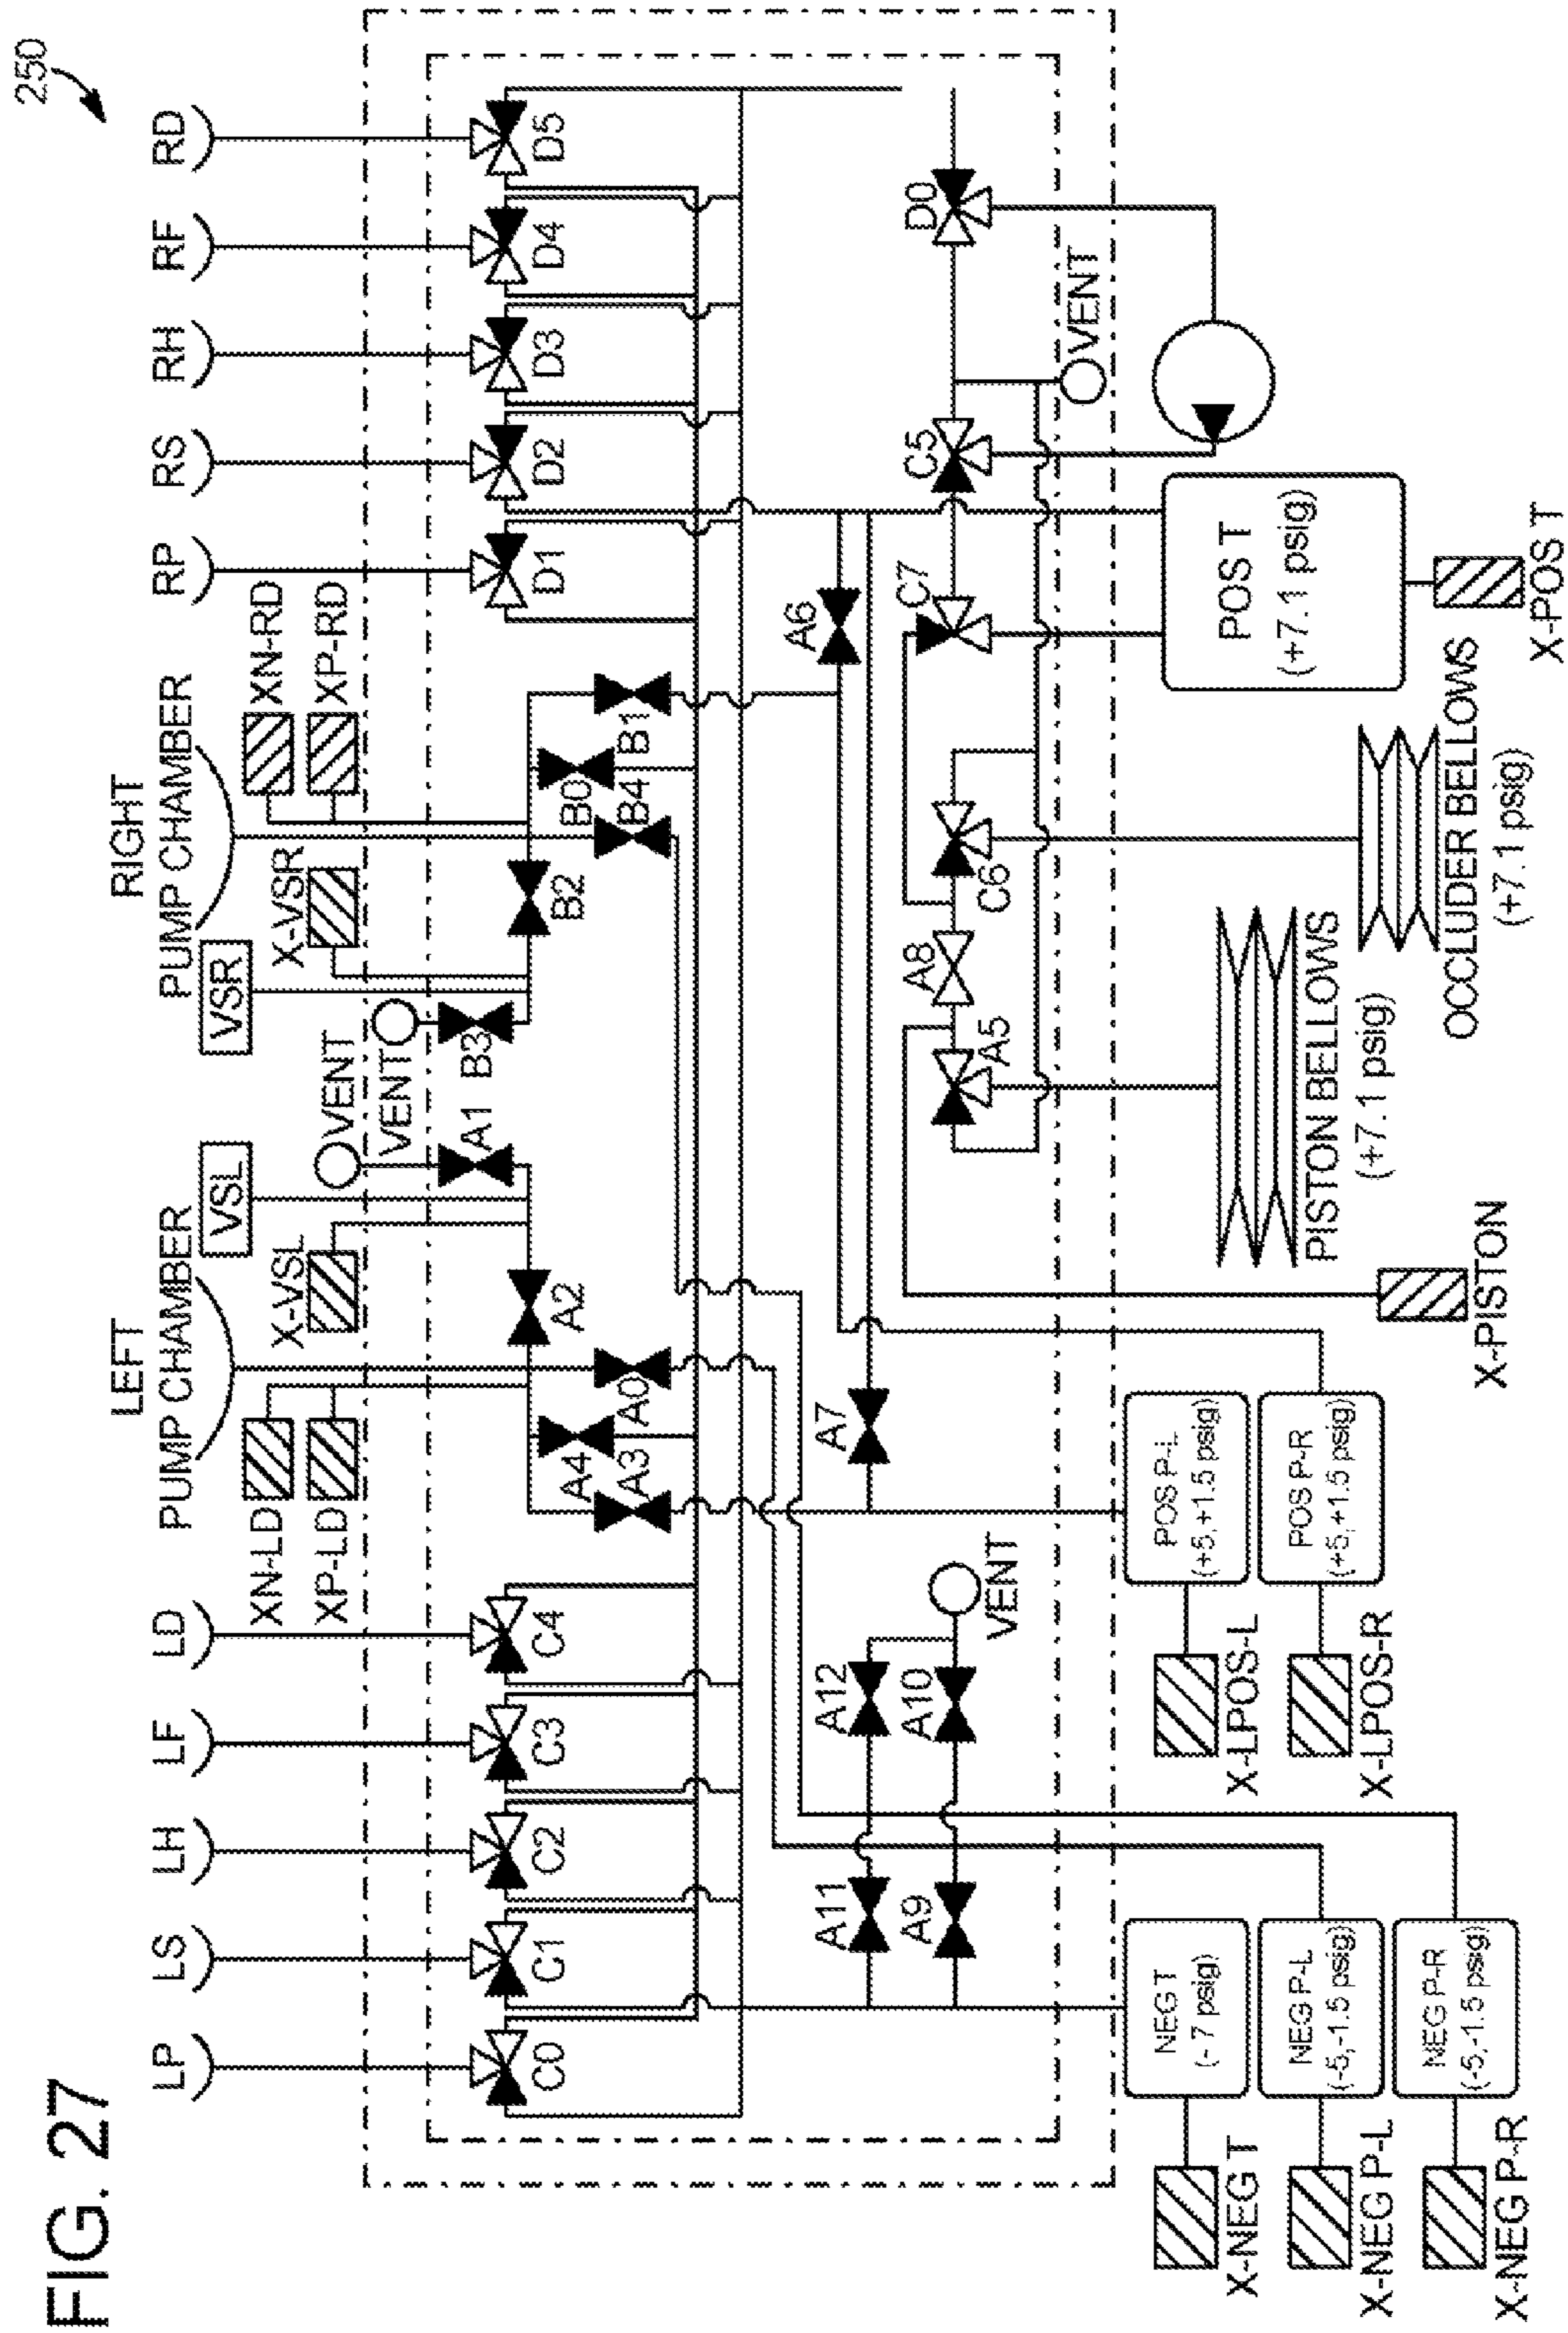 FIG. 27
250
LP
LS
LH
LF
LD
LEFT
PUMP CHAMBER
RIGHT
PUMP CHAMBER
RP
RS
RH
RF
RD
XN-LD
XP-LD
X-VSL
VSL
VENT
VENT
VSR
X-VSR
XN-RD
XP-RD
C0
C1
C2
C3
C4
A4
A3
A0
A2
A1
B3
B2
B0
B4
B1
D1
D2
D3
D4
D5
A11
A12
A9
A10
VENT
A7
A6
A5
A8
C6
C7
C5
D0
VENT
NEG T
(-7 psig)
NEG P-L
(-5,-1.5 psig)
NEG P-R
(-5,-1.5 psig)
X-NEG T
X-NEG P-L
X-NEG P-R
POS P-L
(+5,+1.5 psig)
POS P-R
(+5,+1.5 psig)
X-LPOS-L
X-LPOS-R
X-PISTON
PISTON BELLOWS
(+7.1 psig)
OCCLUDER BELLOWS
(+7.1 psig)
POS T
(+7.1 psig)
X-POS T